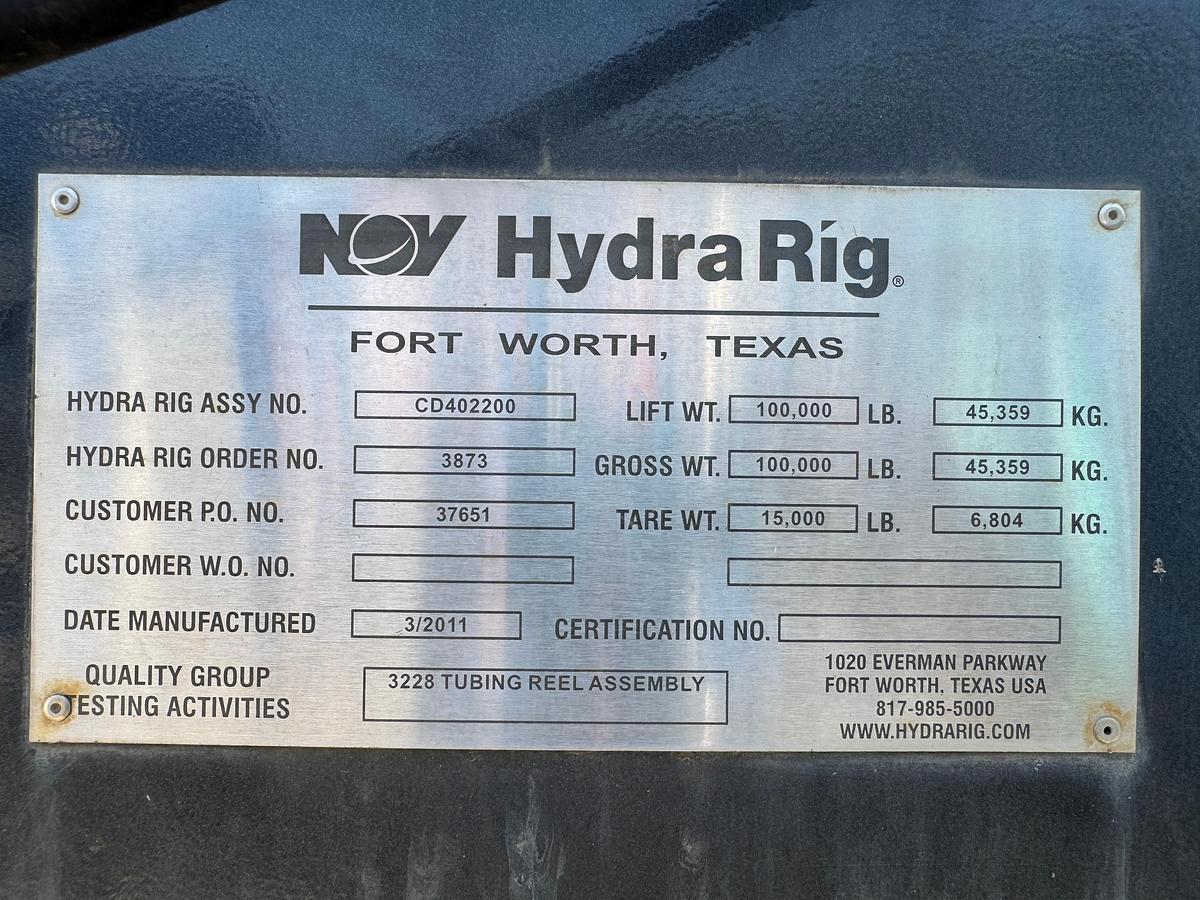 NOV Hydra Rig®
FORT WORTH, TEXAS
HYDRA RIG ASSY NO. CD402200 LIFT WT. 100,000 LB. 45,359 KG.
HYDRA RIG ORDER NO. 3873 GROSS WT. 100,000 LB. 45,359 KG.
CUSTOMER P.O. NO. 37651 TARE WT. 15,000 LB. 6,804 KG.
CUSTOMER W.O. NO.
DATE MANUFACTURED 3/2011 CERTIFICATION NO.
QUALITY GROUP
TESTING ACTIVITIES
3228 TUBING REEL ASSEMBLY
1020 EVERMAN PARKWAY
FORT WORTH, TEXAS USA
817-985-5000
WWW.HYDRARIG.COM